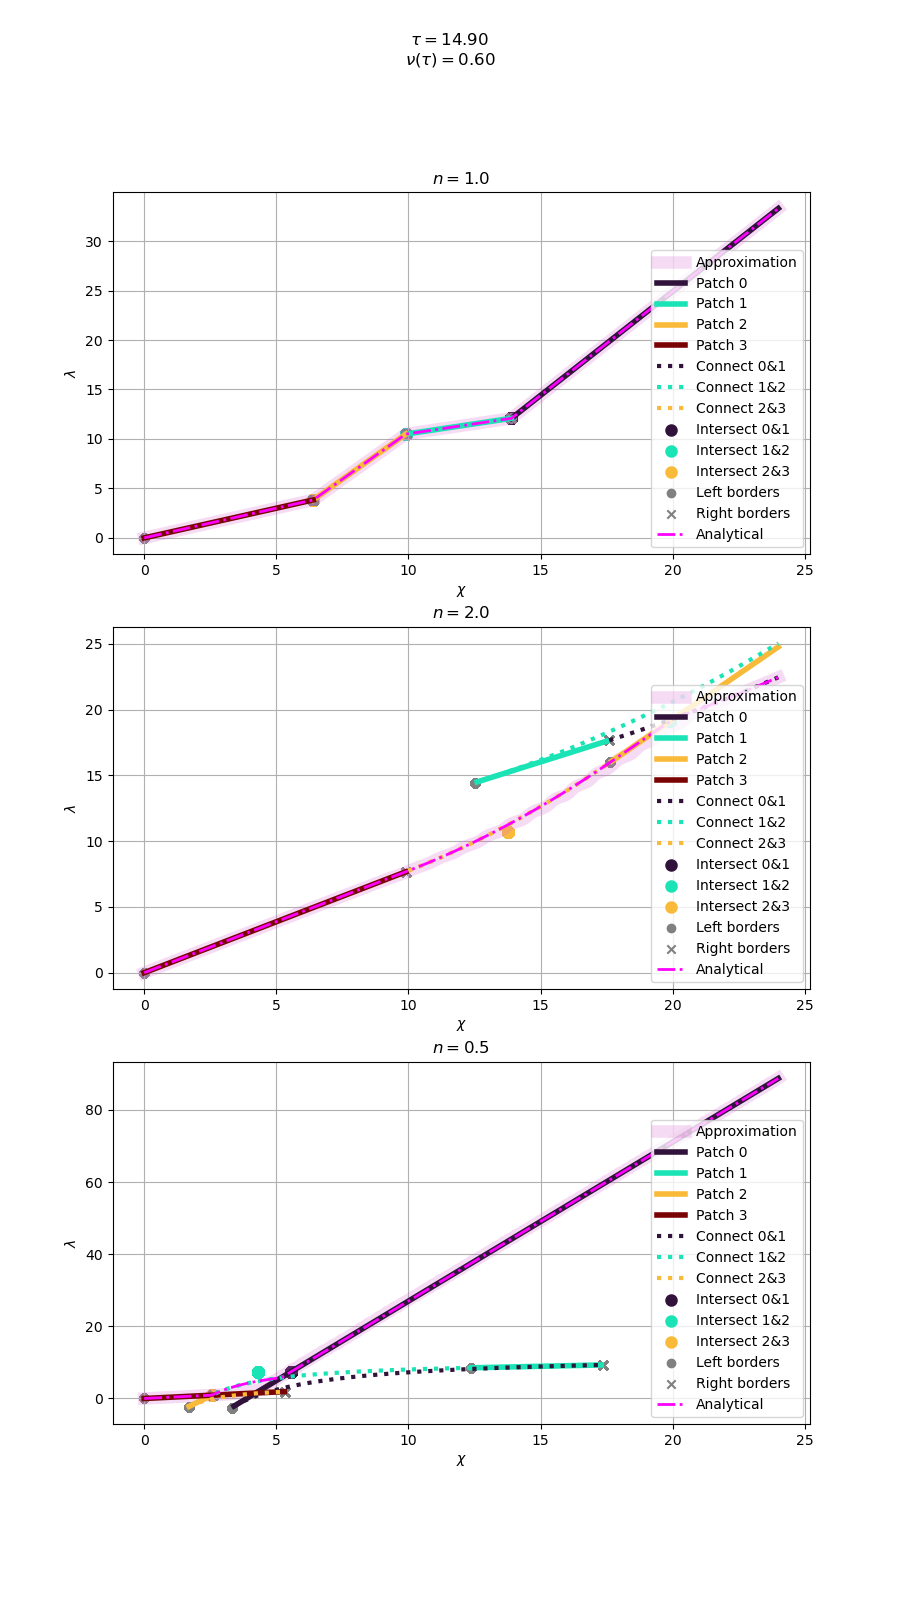 τ = 14.90
ν(τ) = 0.60
n = 1.0
λ
30
25
20
15
10
5
0
0 5 10 15 20 25
χ
Approximation
Patch 0
Patch 1
Patch 2
Patch 3
Connect 0&1
Connect 1&2
Connect 2&3
Intersect 0&1
Intersect 1&2
Intersect 2&3
Left borders
Right borders
Analytical
n = 2.0
λ
25
20
15
10
5
0
0 5 10 15 20 25
χ
Approximation
Patch 0
Patch 1
Patch 2
Patch 3
Connect 0&1
Connect 1&2
Connect 2&3
Intersect 0&1
Intersect 1&2
Intersect 2&3
Left borders
Right borders
Analytical
n = 0.5
λ
80
60
40
20
0
0 5 10 15 20 25
χ
Approximation
Patch 0
Patch 1
Patch 2
Patch 3
Connect 0&1
Connect 1&2
Connect 2&3
Intersect 0&1
Intersect 1&2
Intersect 2&3
Left borders
Right borders
Analytical